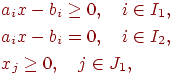 a_i x - b_i ≥ 0, i ∈ I_1,
a_i x - b_i = 0, i ∈ I_2,
x_j ≥ 0, j ∈ J_1,